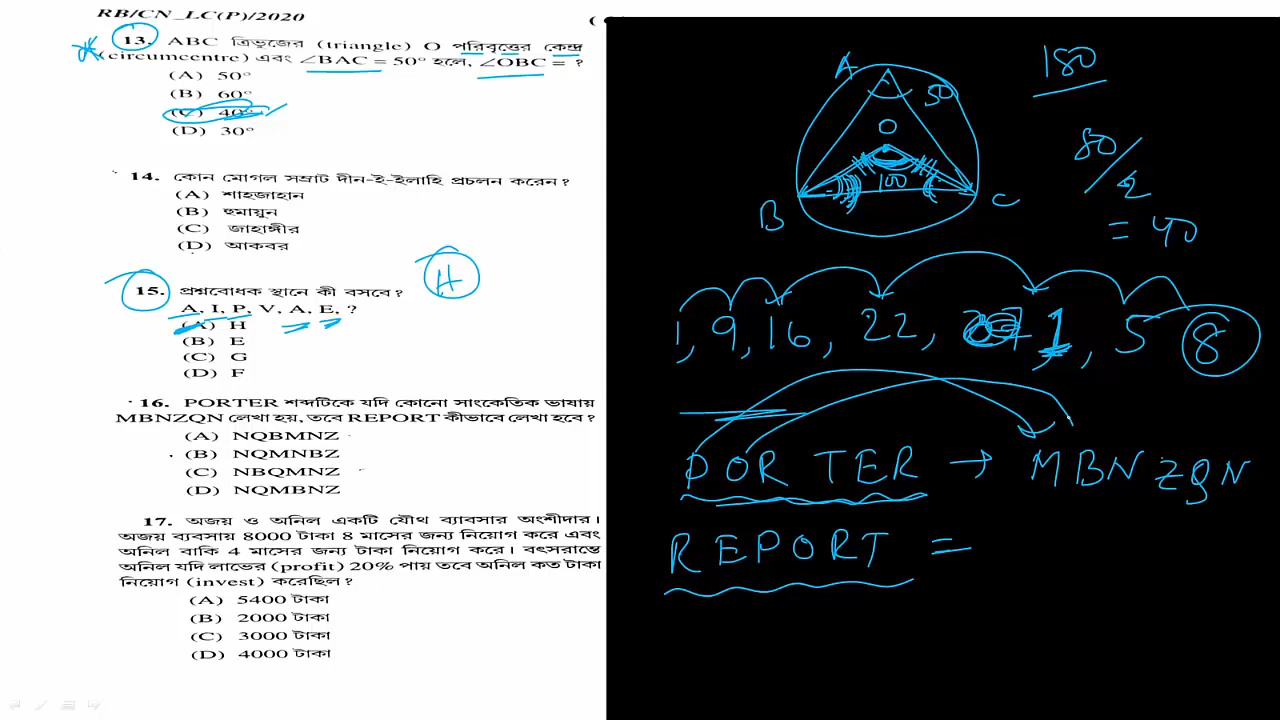 RB/CN_LC(P)/2020
13. ABC ত্রিভুজের (triangle) O পরিবৃত্তের কেন্দ্র
(circumcentre) এবং ∠BAC = 50° হলে, ∠OBC = ?
(A) 50°
(B) 60°
(C) 40°
(D) 30°
14. কোন মোগল সম্রাট দীন-ই-ইলাহি প্রচলন করেন?
(A) শাহজাহান
(B) হুমায়ুন
(C) জাহাঙ্গীর
(D) আকবর
15. প্রশ্নবোধক স্থানে কী বসবে?
A, I, P, V, A, E, ?
(A) H
(B) E
(C) G
(D) F
16. PORTER শব্দটিকে যদি কোনো সাংকেতিক ভাষায়
MBNZQN লেখা হয়, তবে REPORT কীভাবে লেখা হবে?
(A) NQBMNZ
(B) NQMNBZ
(C) NBQMNZ
(D) NQMBNZ
17. অজয় ও অনিল একটি যৌথ ব্যাবসার অংশীদার।
অজয় ব্যবসায় 8000 টাকা 8 মাসের জন্য নিয়োগ করে এবং
অনিল বাকি 4 মাসের জন্য টাকা নিয়োগ করে। বৎসরান্তে
অনিল যদি লাভের (profit) 20% পায় তবে অনিল কত টাকা
নিয়োগ (invest) করেছিল?
(A) 5400 টাকা
(B) 2000 টাকা
(C) 3000 টাকা
(D) 4000 টাকা
H
A
50
O
100
B
C
180
80/2
= 40
1, 9, 16, 22, 1, 5 8
PORTER → MBNZQN
REPORT =